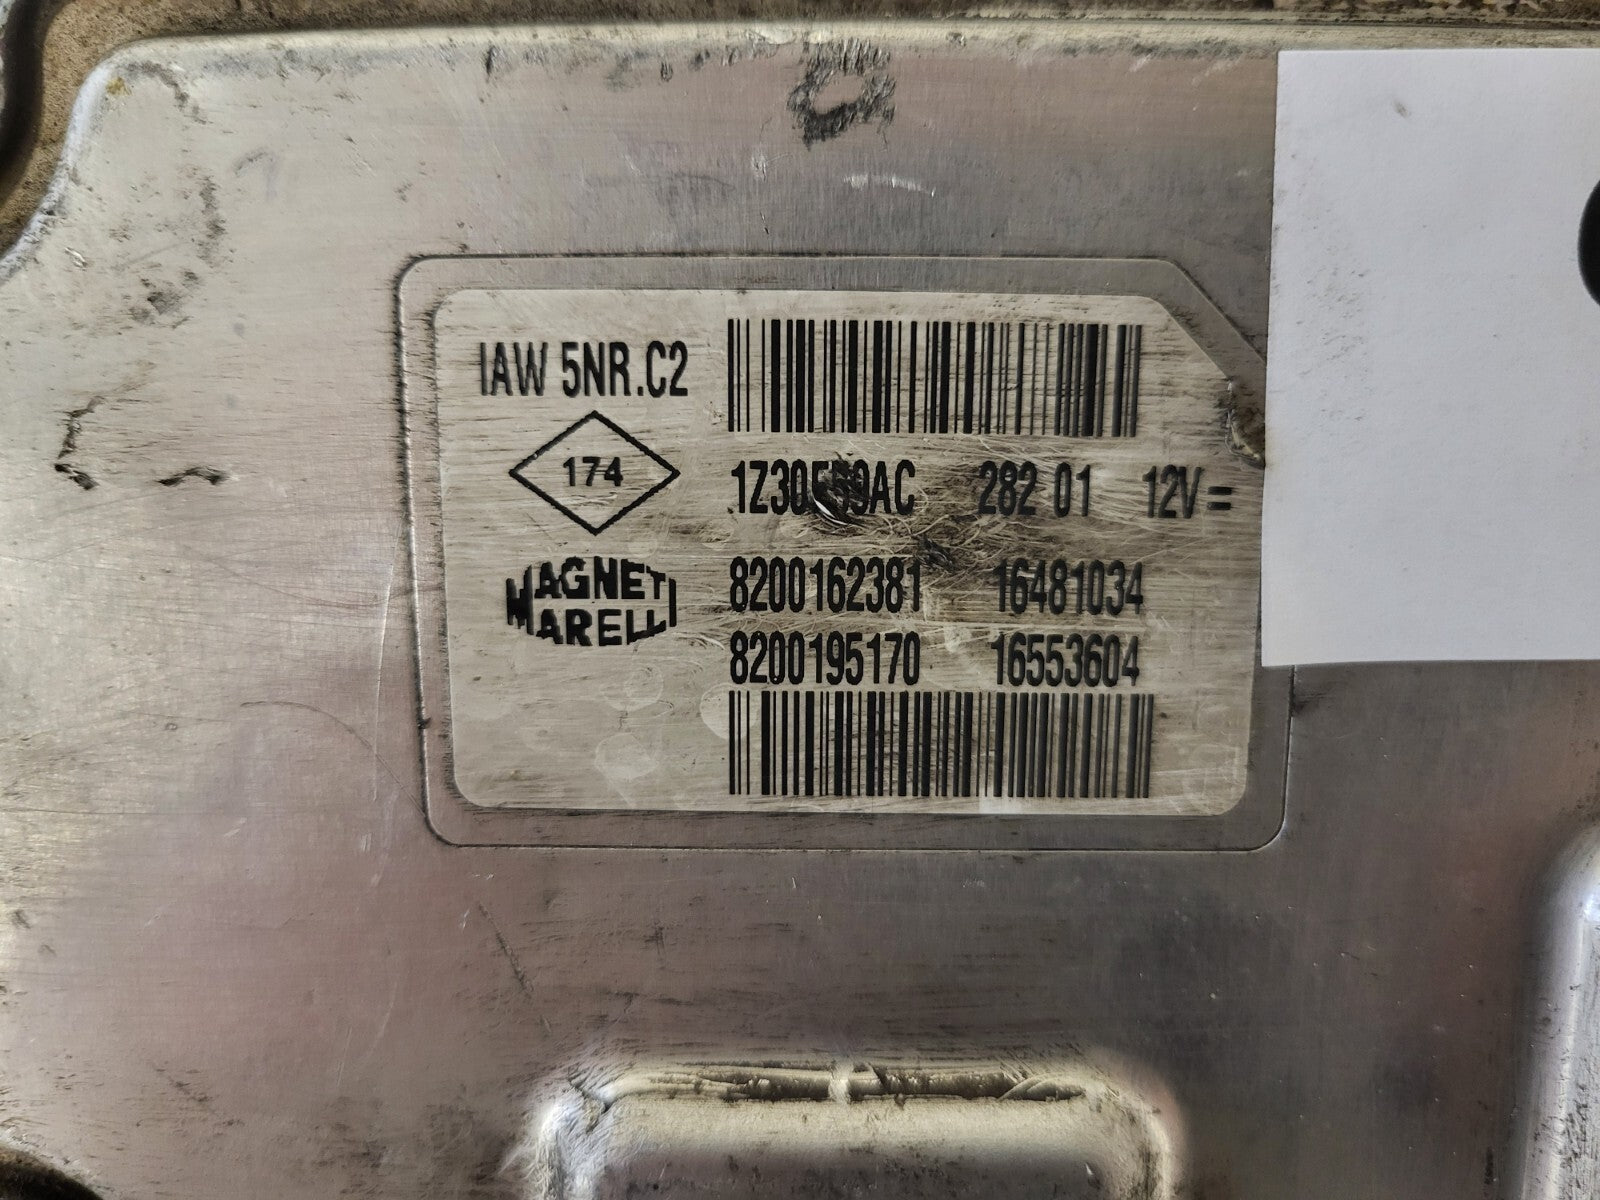 IAW 5NR.C2
174
282 01 12V =
MAGNETI
MARELLI
8200162381 16481034
8200195170 16553604